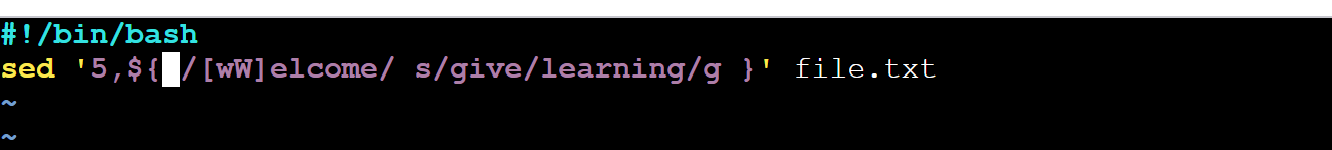 #!/bin/bash
sed '5,${ /[wW]elcome/ s/give/learning/g }' file.txt
~
~